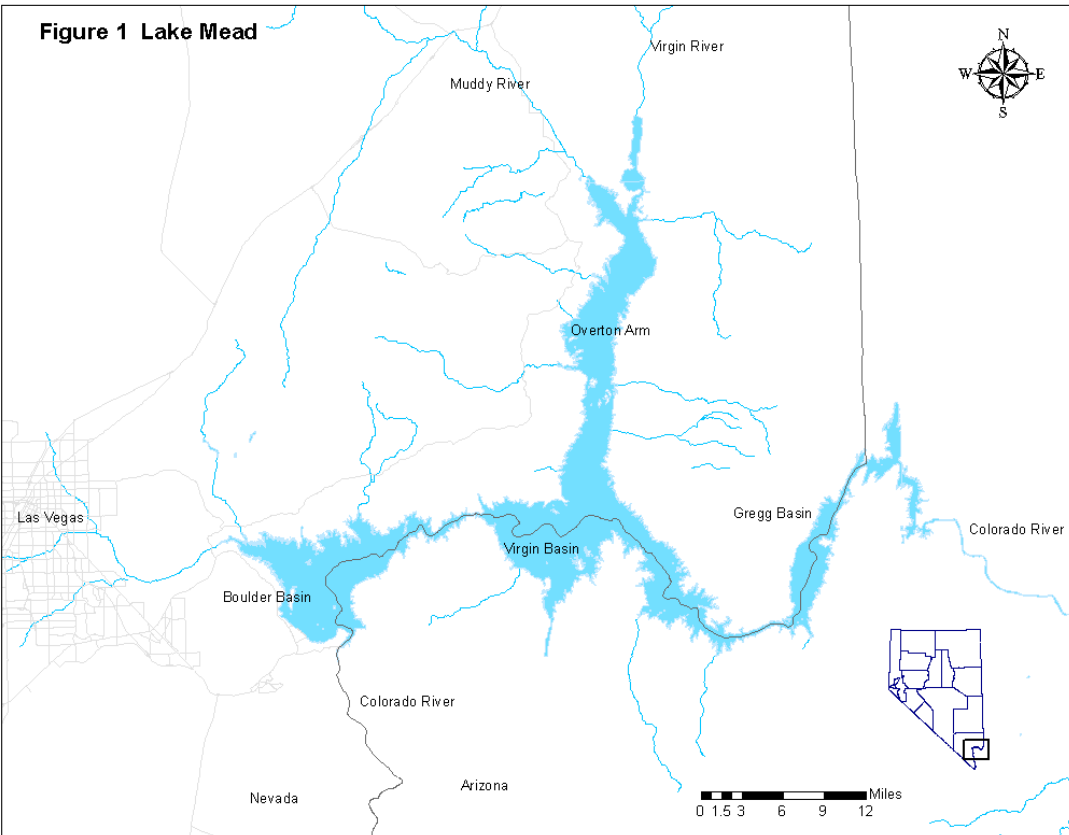 Figure 1 Lake Mead
N
W E
S
Virgin River
Muddy River
Overton Arm
Las Vegas
Gregg Basin
Colorado River
Virgin Basin
Boulder Basin
Colorado River
Nevada
Arizona
Miles
0 1.5 3 6 9 12